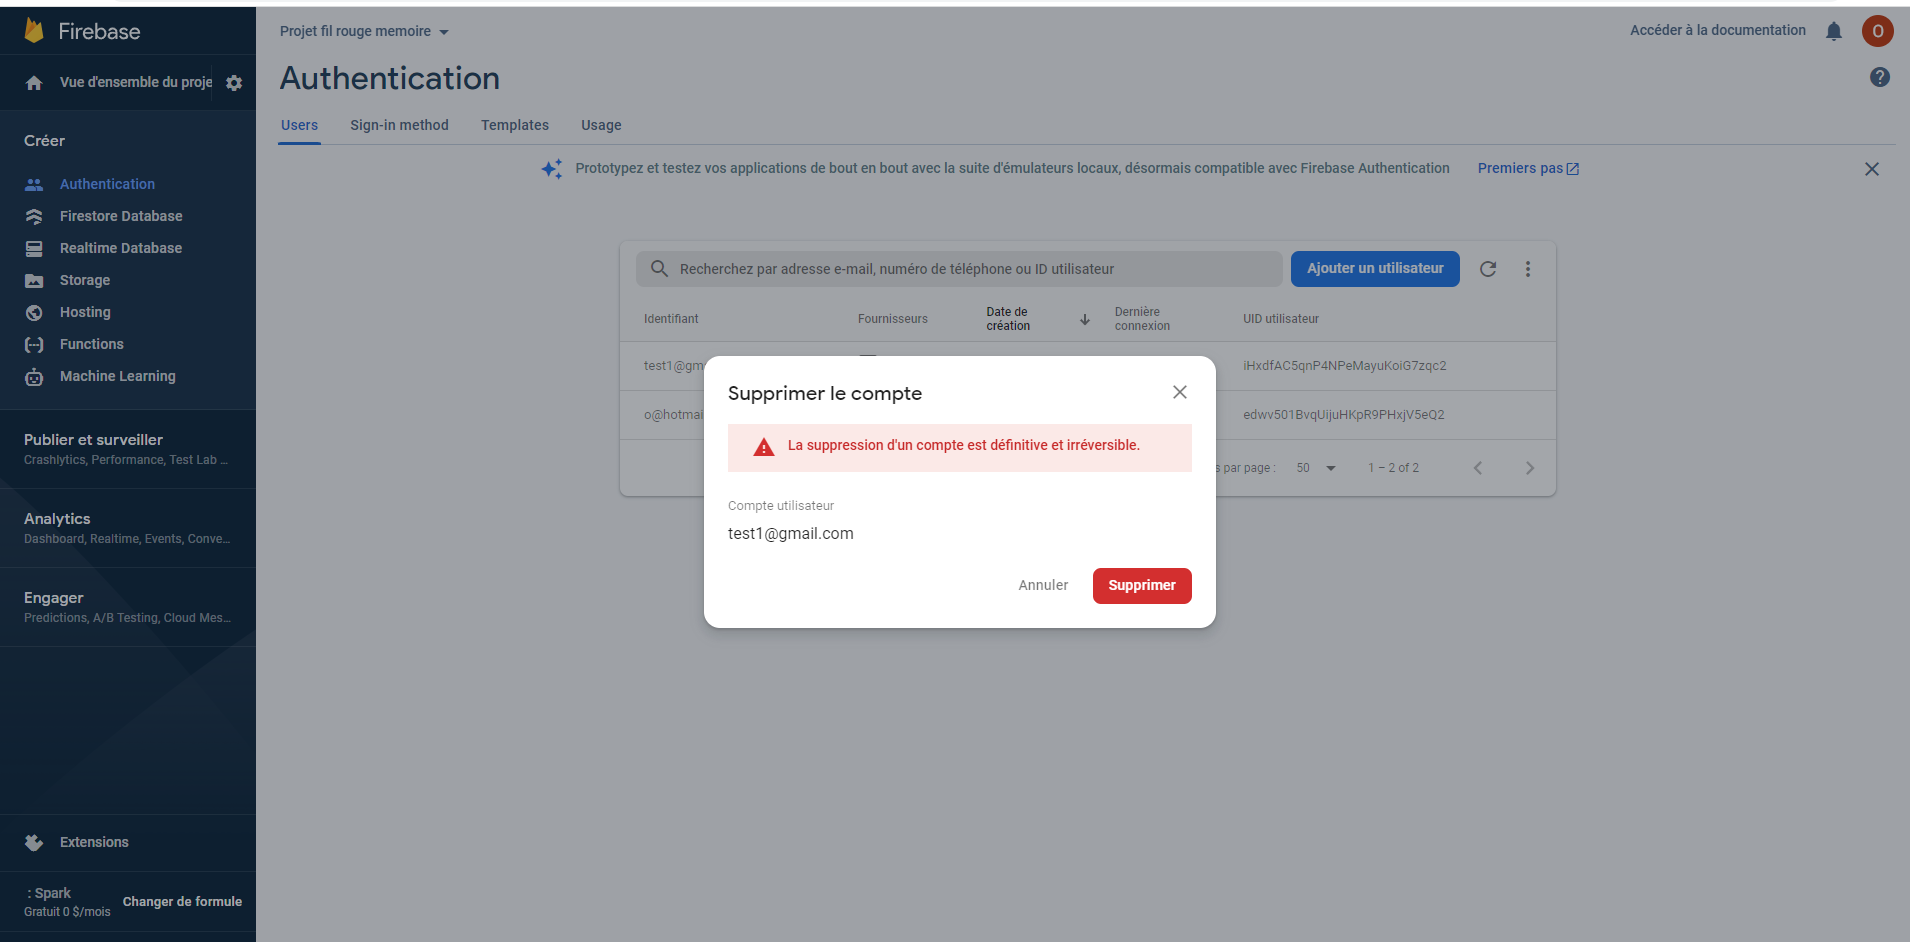 Firebase
Projet fil rouge memoire
Accéder à la documentation
O
Vue d'ensemble du proje
Authentication
?
Users Sign-in method Templates Usage
Créer
Prototypez et testez vos applications de bout en bout avec la suite d'émulateurs locaux, désormais compatible avec Firebase Authentication Premiers pas
Authentication
Firestore Database
Realtime Database
Storage
Hosting
Functions
Machine Learning
Publier et surveiller
Crashlytics, Performance, Test Lab ...
Analytics
Dashboard, Realtime, Events, Conve...
Engager
Predictions, A/B Testing, Cloud Mes...
Extensions
: Spark
Gratuit 0 $/mois
Changer de formule
Recherchez par adresse e-mail, numéro de téléphone ou ID utilisateur
Ajouter un utilisateur
Identifiant
Fournisseurs
Date de
création
Dernière
connexion
UID utilisateur
test1@gm
iHxdfAC5qnP4NPeMayuKoiG7zqc2
o@hotmai
edwv501BvqUijuHKpR9PHxjV5eQ2
s par page :
50
1 – 2 of 2
Supprimer le compte
La suppression d'un compte est définitive et irréversible.
Compte utilisateur
test1@gmail.com
Annuler
Supprimer